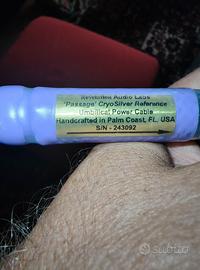 Revelation Audio Labs
'Passage' CryoSilver Reference
Umbilical Power Cable
Handcrafted in Palm Coast, FL, USA
S/N - 243092
subito